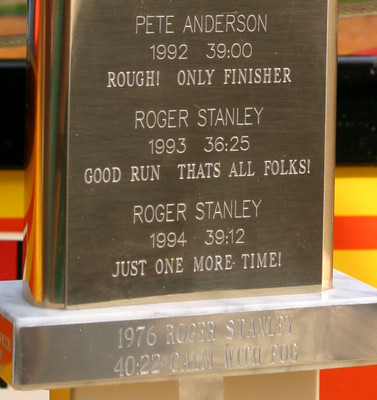 PETE ANDERSON
1992 39:00
ROUGH! ONLY FINISHER
ROGER STANLEY
1993 36:25
GOOD RUN THATS ALL FOLKS!
ROGER STANLEY
1994 39:12
JUST ONE MORE TIME!
1976 ROGER STANLEY
40:22 CALM WITH FOG